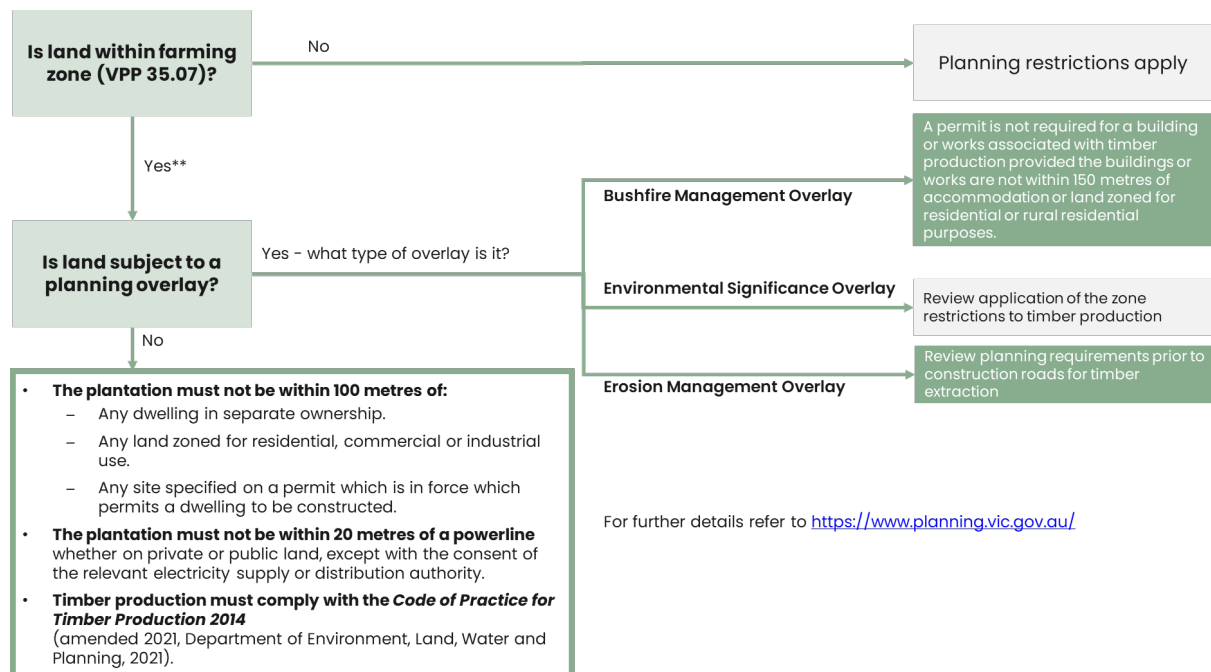 Is land within farming
zone (VPP 35.07)?
No
Planning restrictions apply
Yes**
A permit is not required for a building
or works associated with timber
production provided the buildings or
works are not within 150 metres of
accommodation or land zoned for
residential or rural residential
purposes.
Bushfire Management Overlay
Is land subject to a
planning overlay?
Yes - what type of overlay is it?
Environmental Significance Overlay
Review application of the zone
restrictions to timber production
No
Erosion Management Overlay
Review planning requirements prior to
construction roads for timber
extraction
• The plantation must not be within 100 metres of:
– Any dwelling in separate ownership.
– Any land zoned for residential, commercial or industrial
use.
– Any site specified on a permit which is in force which
permits a dwelling to be constructed.
• The plantation must not be within 20 metres of a powerline
whether on private or public land, except with the consent of
the relevant electricity supply or distribution authority.
• Timber production must comply with the Code of Practice for
Timber Production 2014
(amended 2021, Department of Environment, Land, Water and
Planning, 2021).
For further details refer to https://www.planning.vic.gov.au/